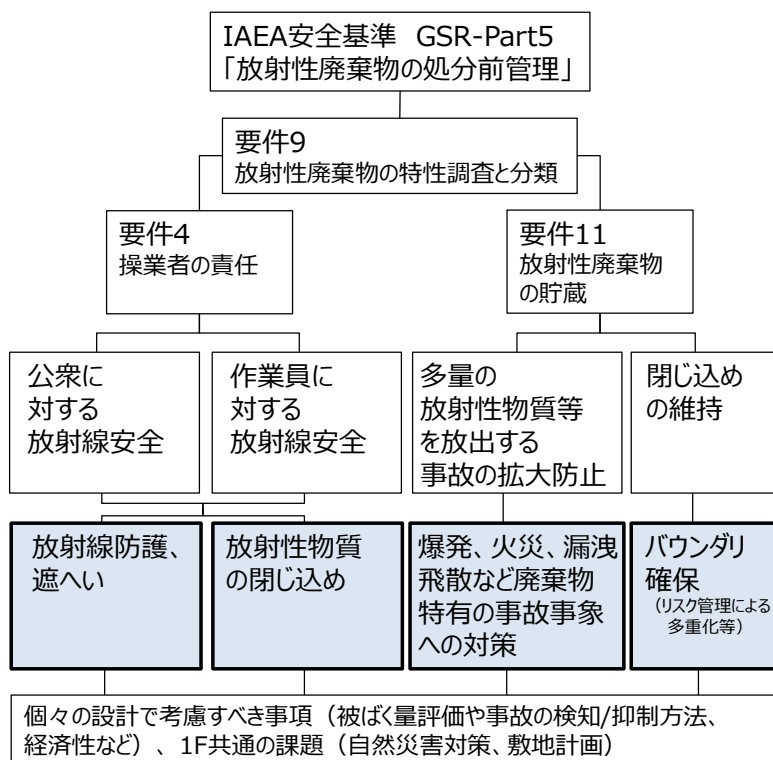 IAEA安全基準 GSR-Part5
「放射性廃棄物の処分前管理」
要件9
放射性廃棄物の特性調査と分類
要件4
操業者の責任
要件11
放射性廃棄物
の貯蔵
公衆に
対する
放射線安全
作業員に
対する
放射線安全
多量の
放射性物質等
を放出する
事故の拡大防止
閉じ込め
の維持
放射線防護、
遮へい
放射性物質
の閉じ込め
爆発、火災、漏洩
飛散など廃棄物
特有の事故事象
への対策
バウンダリ
確保
(リスク管理による
多重化等)
個々の設計で考慮すべき事項(被ばく量評価や事故の検知/抑制方法、
経済性など)、1F共通の課題(自然災害対策、敷地計画)